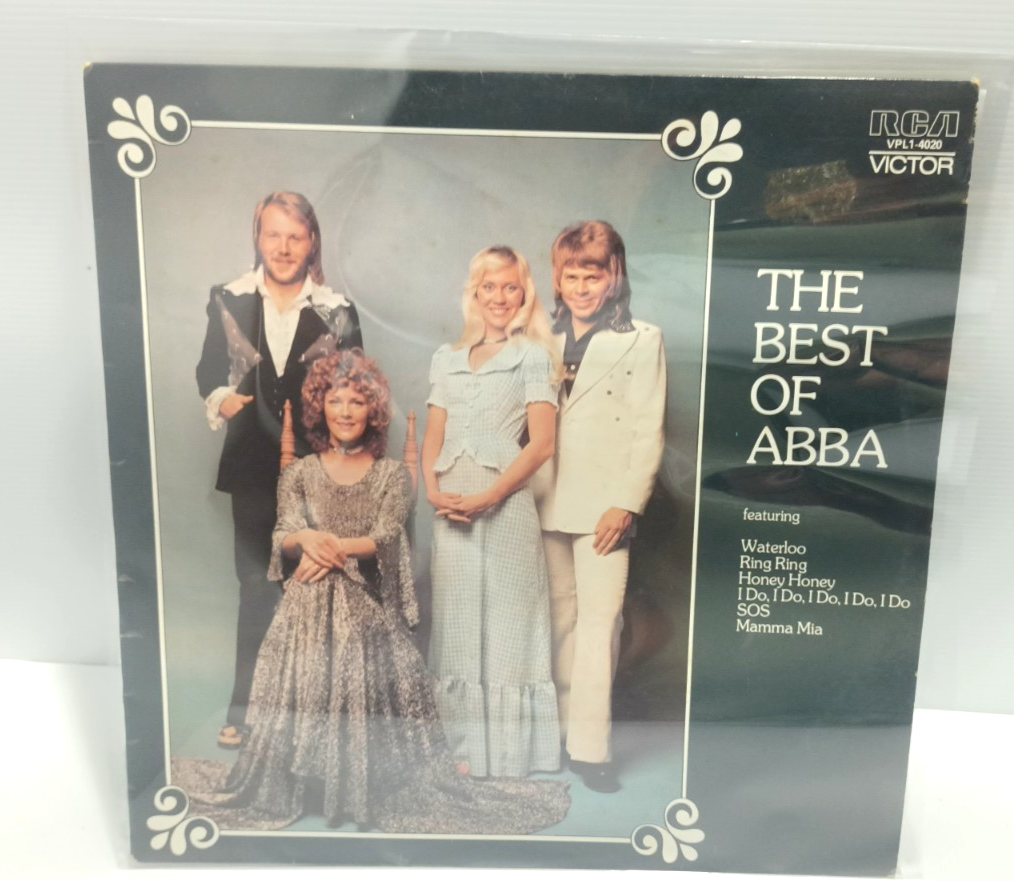 RCA
VPL1-4020
VICTOR
THE
BEST
OF
ABBA
featuring
Waterloo
Ring Ring
Honey Honey
I Do, I Do, I Do, I Do, I Do
SOS
Mamma Mia